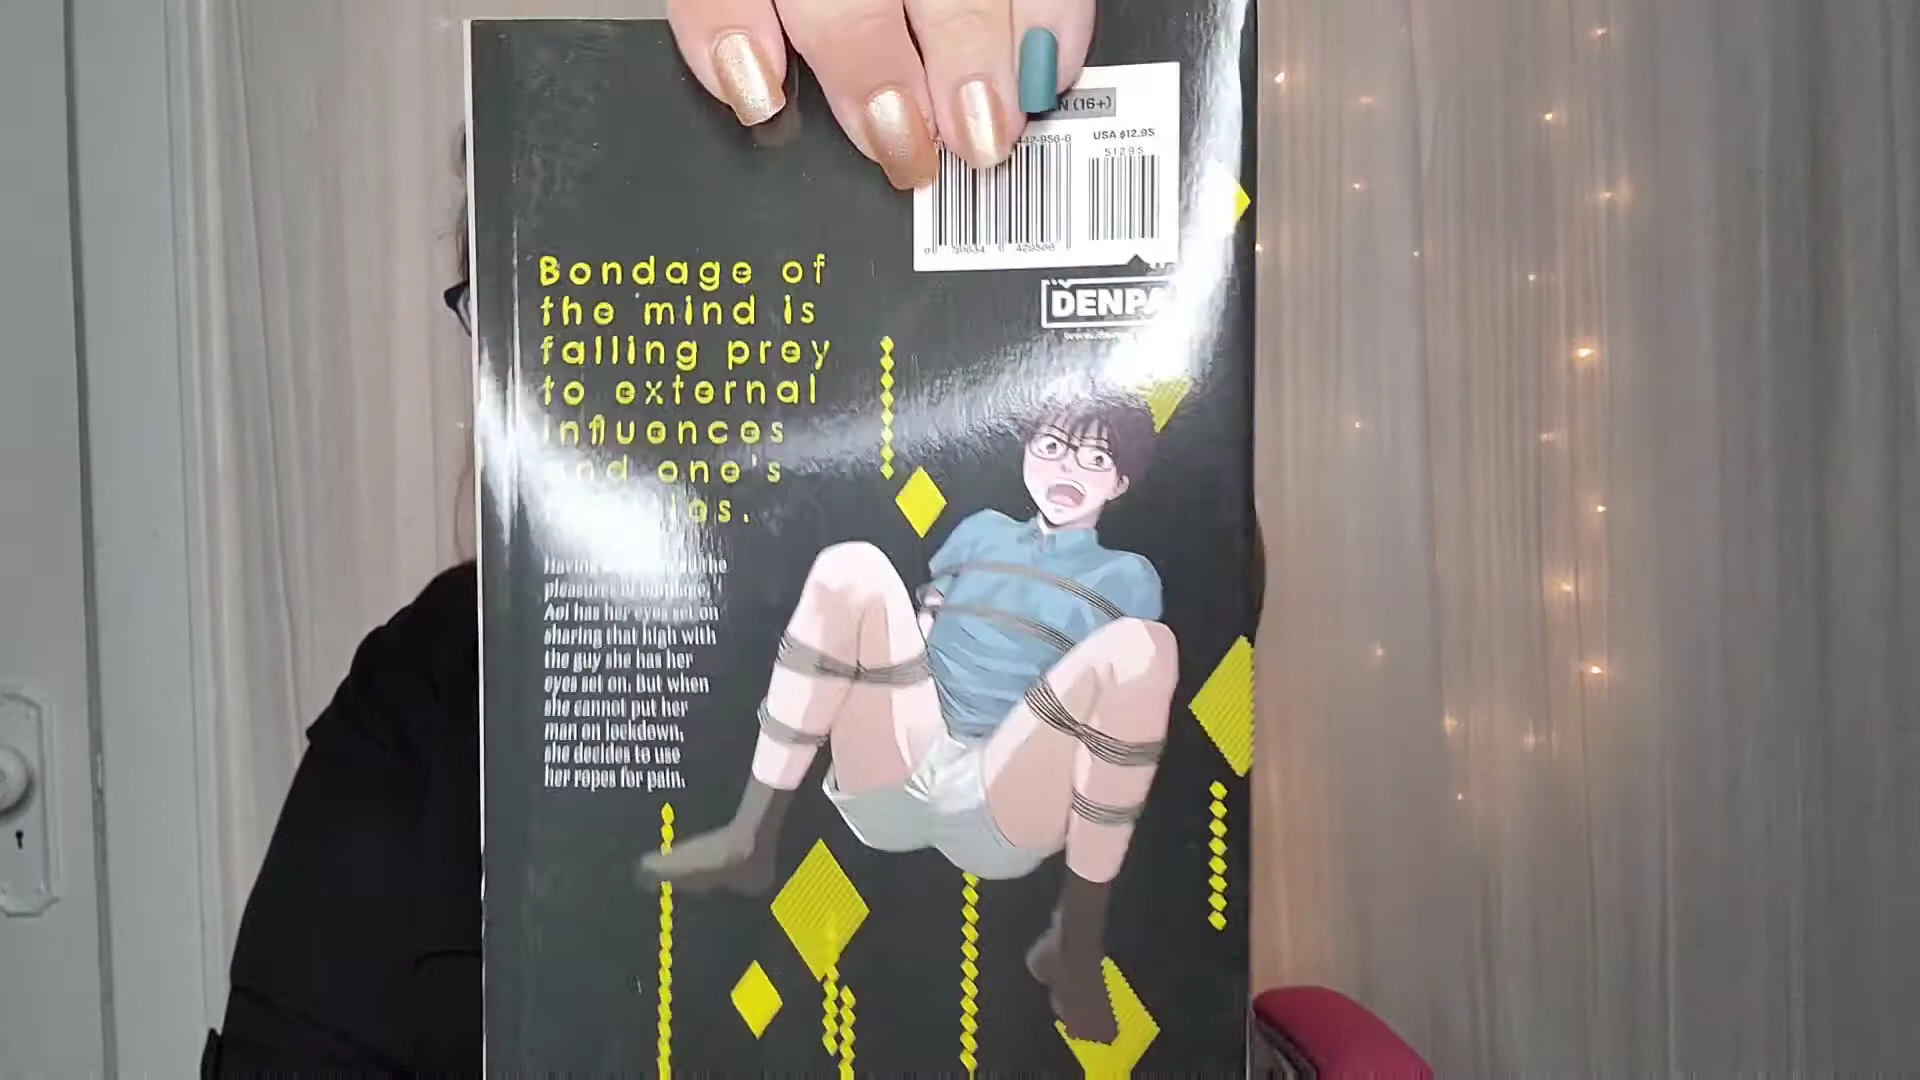 (16+)
USA $12.95
51295
DENPA
Bondage of
the mind is
falling prey
to external
influences
and one's
Aoi has her eyes set on
sharing that high with
the guy she has her
eyes set on. But when
she cannot put her
man on lockdown,
she decides to use
her ropes for pain.